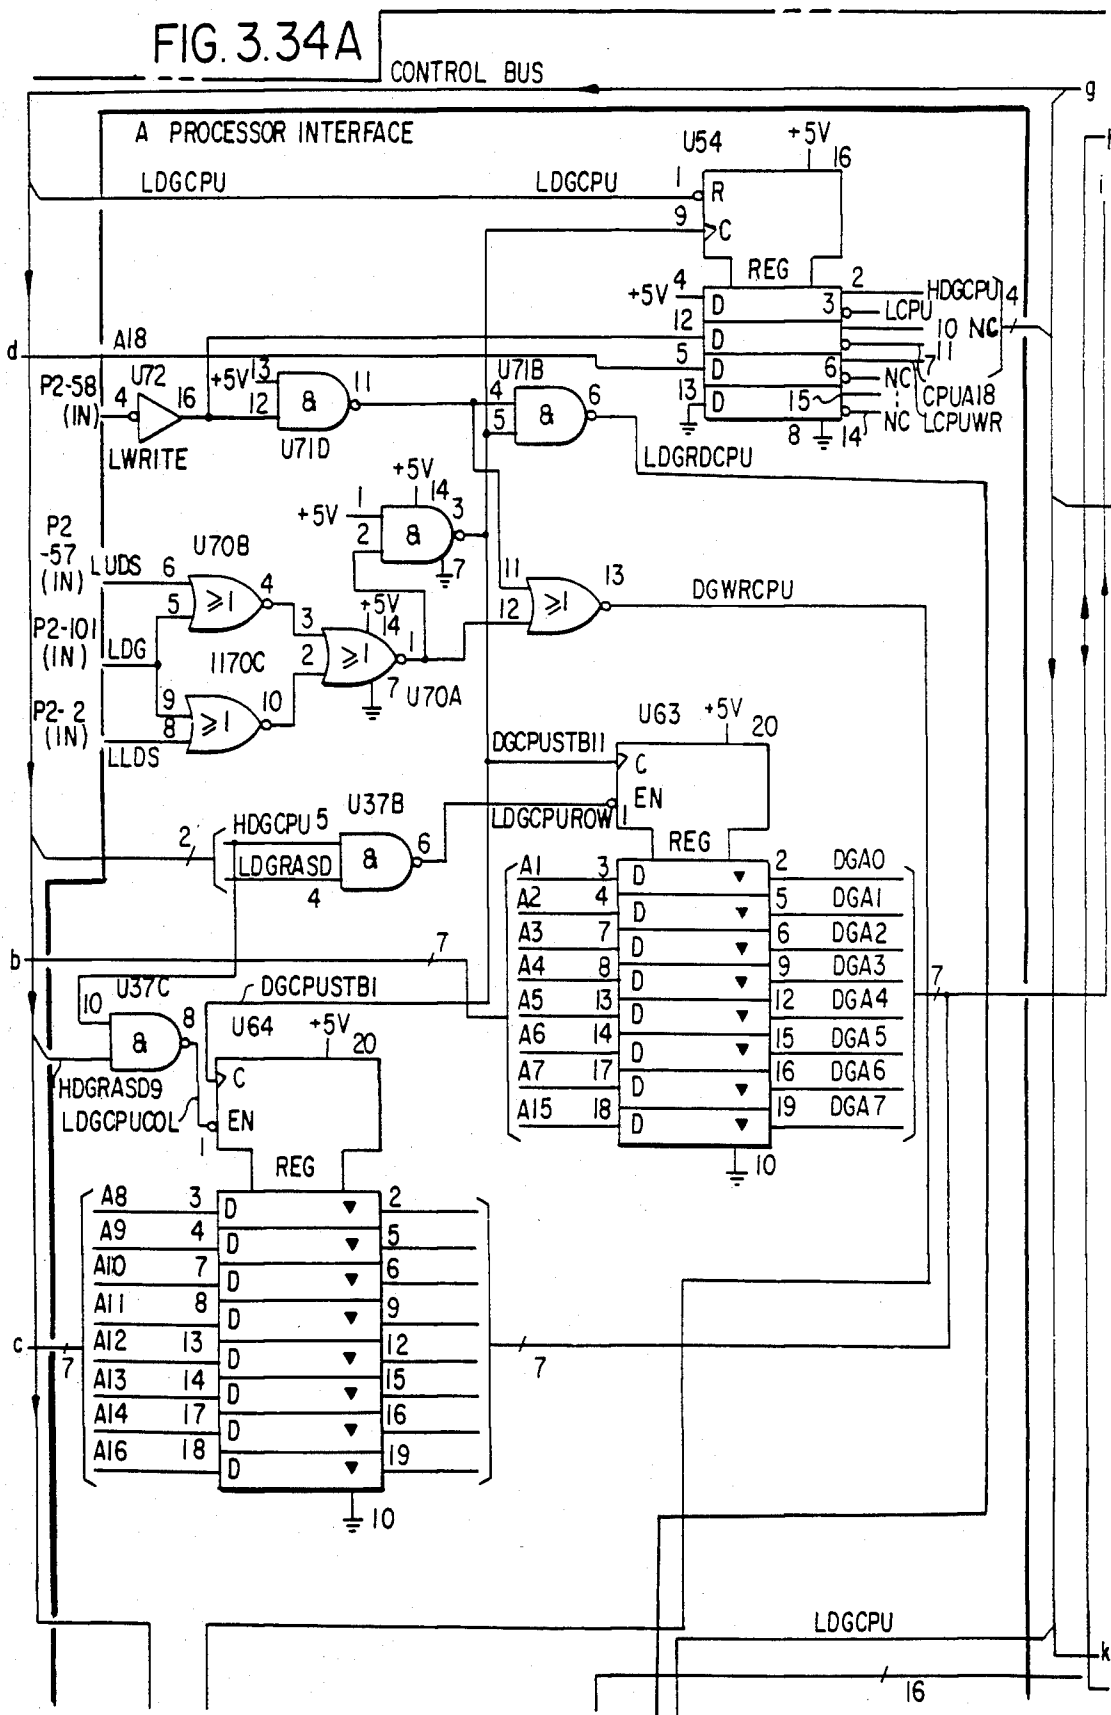 FIG. 3.34A
CONTROL BUS
g
A PROCESSOR INTERFACE
U54
+5V
16
LDGCPU
LDGCPU
1
R
i
9
C
REG
+5V
4
D
3
2
HDGCPU
4
LCPU
12
D
10 NC
11
d
A18
5
D
6
7
NC
CPUA18
13
D
15
NC
LCPUWR
8
14
P2-58
(IN)
4
U72
16
LWRITE
+5V
13
12
&
11
U71D
U71B
4
5
&
6
LDGRDCPU
+5V
14
+5V
1
2
&
3
7
P2
-57
(IN)
LUDS
6
5
U70B
≥1
4
P2-101
(IN)
LDG
1170C
3
2
+5V
14
≥1
1
7
U70A
11
12
≥1
13
DGWRCPU
P2-2
(IN)
9
8
≥1
10
LLDS
U63
+5V
20
DGCPUSTB11
C
EN
LDGCPUROW
1
REG
2
HDGCPU 5
LDGRASD
4
U37B
&
6
A1 3 D 2 DGA0
A2 4 D 5 DGA1
A3 7 D 6 DGA2
A4 8 D 9 DGA3
A5 13 D 12 DGA4
A6 14 D 15 DGA5
A7 17 D 16 DGA6
A15 18 D 19 DGA7
10
7
b
7
10
U37C
&
8
HDGRASD9
LDGCPUCOL
DGCPUSTB1
U64
+5V
20
C
EN
1
REG
A8 3 D 2
A9 4 D 5
A10 7 D 6
A11 8 D 9
A12 13 D 12
A13 14 D 15
A14 17 D 16
A16 18 D 19
10
c
7
7
LDGCPU
k
16